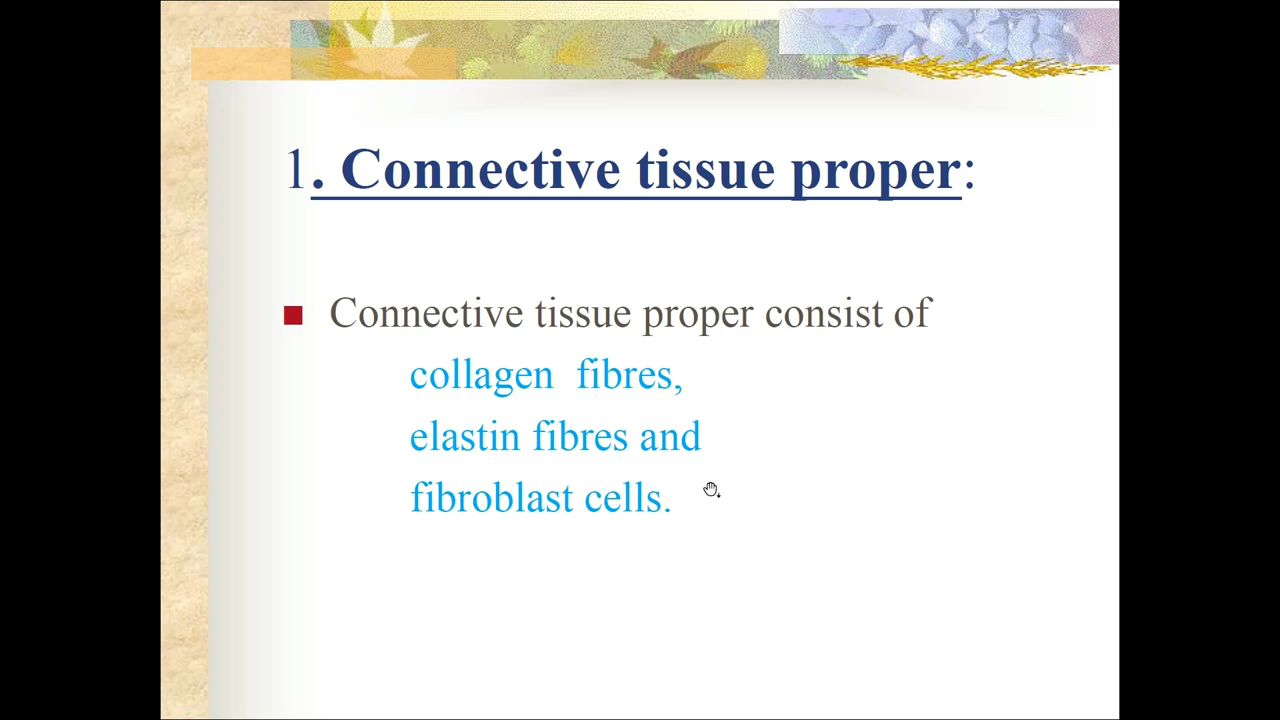 1. Connective tissue proper:
Connective tissue proper consist of
collagen fibres,
elastin fibres and
fibroblast cells.